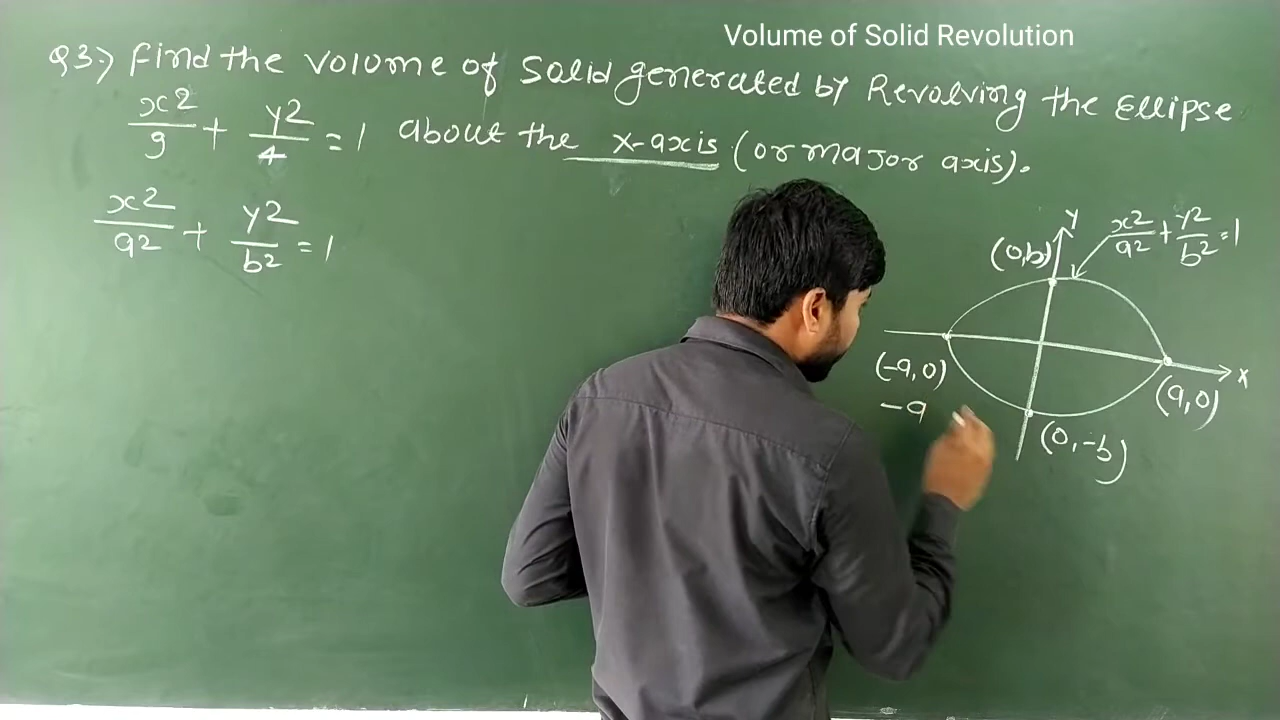 Volume of Solid Revolution
Q3:) Find the volume of Solid generated by Revolving the Ellipse
x2/9 + y2/4 = 1 about the x-axis (or major axis).
x2/a2 + y2/b2 = 1
y
x2/a2 + y2/b2 = 1
(0,b)
x
(-a,0)
(a,0)
-a
(0,-b)